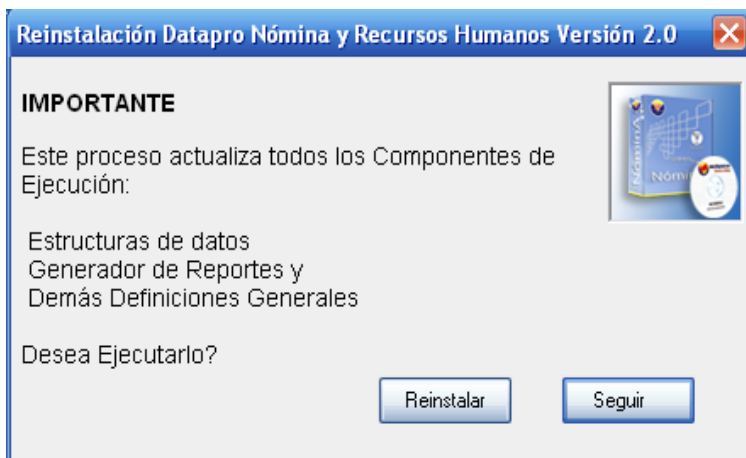 Reinstalación Datapro Nómina y Recursos Humanos Versión 2.0
IMPORTANTE
Este proceso actualiza todos los Componentes de
Ejecución:
Estructuras de datos
Generador de Reportes y
Demás Definiciones Generales
Desea Ejecutarlo?
Reinstalar
Seguir